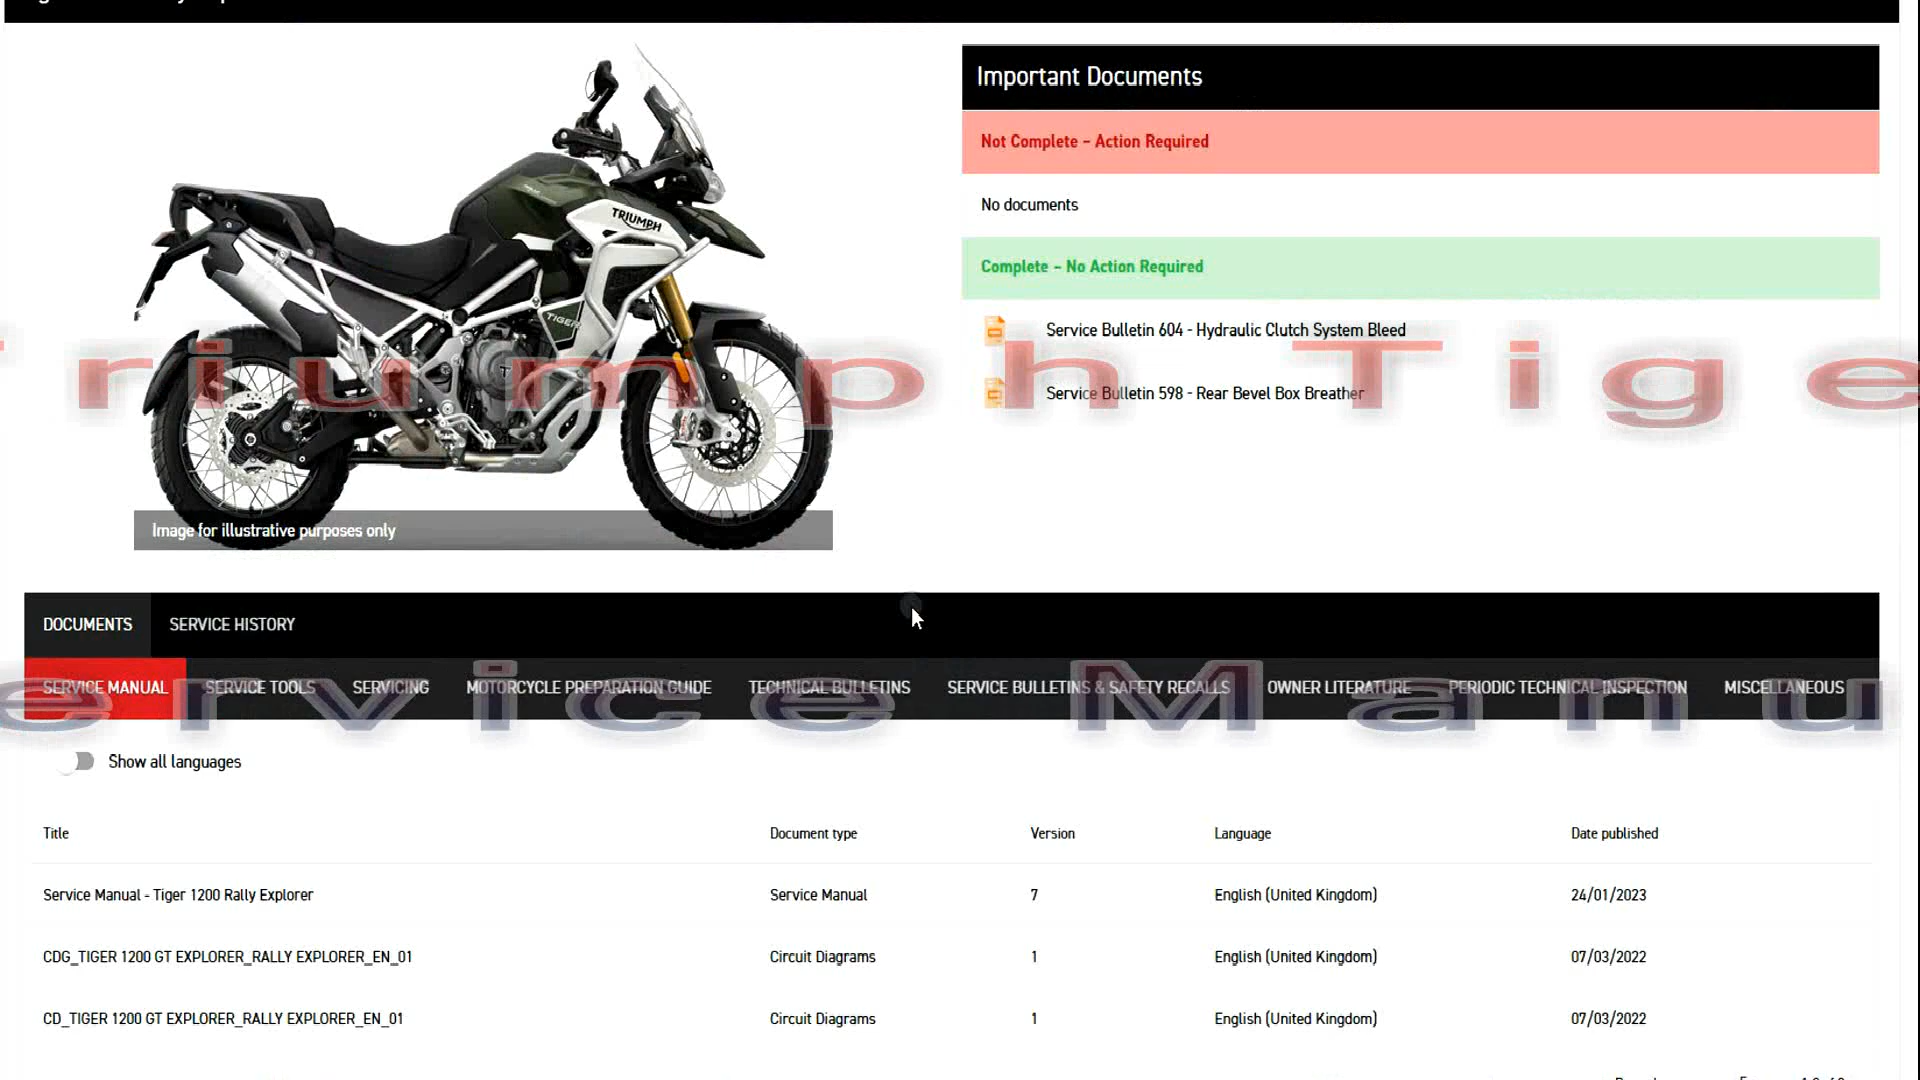 Important Documents
Not Complete – Action Required
No documents
Complete – No Action Required
Service Bulletin 604 - Hydraulic Clutch System Bleed
Service Bulletin 598 - Rear Bevel Box Breather
TRIUMPH
TIGER
Triumph Tige
Image for illustrative purposes only
DOCUMENTS SERVICE HISTORY
SERVICE MANUAL SERVICE TOOLS SERVICING MOTORCYCLE PREPARATION GUIDE TECHNICAL BULLETINS SERVICE BULLETINS & SAFETY RECALLS OWNER LITERATURE PERIODIC TECHNICAL INSPECTION MISCELLANEOUS
ervice Manu
Show all languages
Title Document type Version Language Date published
Service Manual - Tiger 1200 Rally Explorer Service Manual 7 English (United Kingdom) 24/01/2023
CDG_TIGER 1200 GT EXPLORER_RALLY EXPLORER_EN_01 Circuit Diagrams 1 English (United Kingdom) 07/03/2022
CD_TIGER 1200 GT EXPLORER_RALLY EXPLORER_EN_01 Circuit Diagrams 1 English (United Kingdom) 07/03/2022